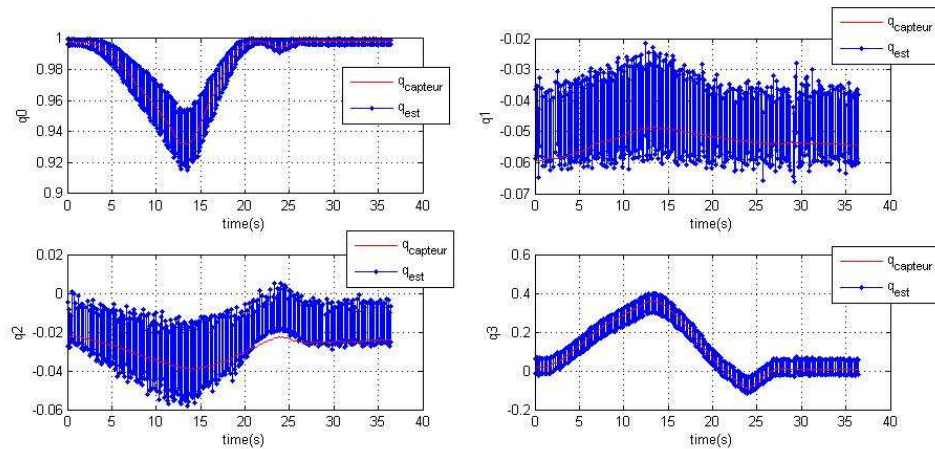 q0
1
0.98
0.96
0.94
0.92
0.9
0 5 10 15 20 25 30 35 40
time(s)
q_capteur
q_est
q1
-0.02
-0.03
-0.04
-0.05
-0.06
-0.07
0 5 10 15 20 25 30 35 40
time(s)
q_capteur
q_est
q2
0.02
0
-0.02
-0.04
-0.06
0 5 10 15 20 25 30 35 40
time(s)
q_capteur
q_est
q3
0.6
0.4
0.2
0
-0.2
0 5 10 15 20 25 30 35 40
time(s)
q_capteur
q_est